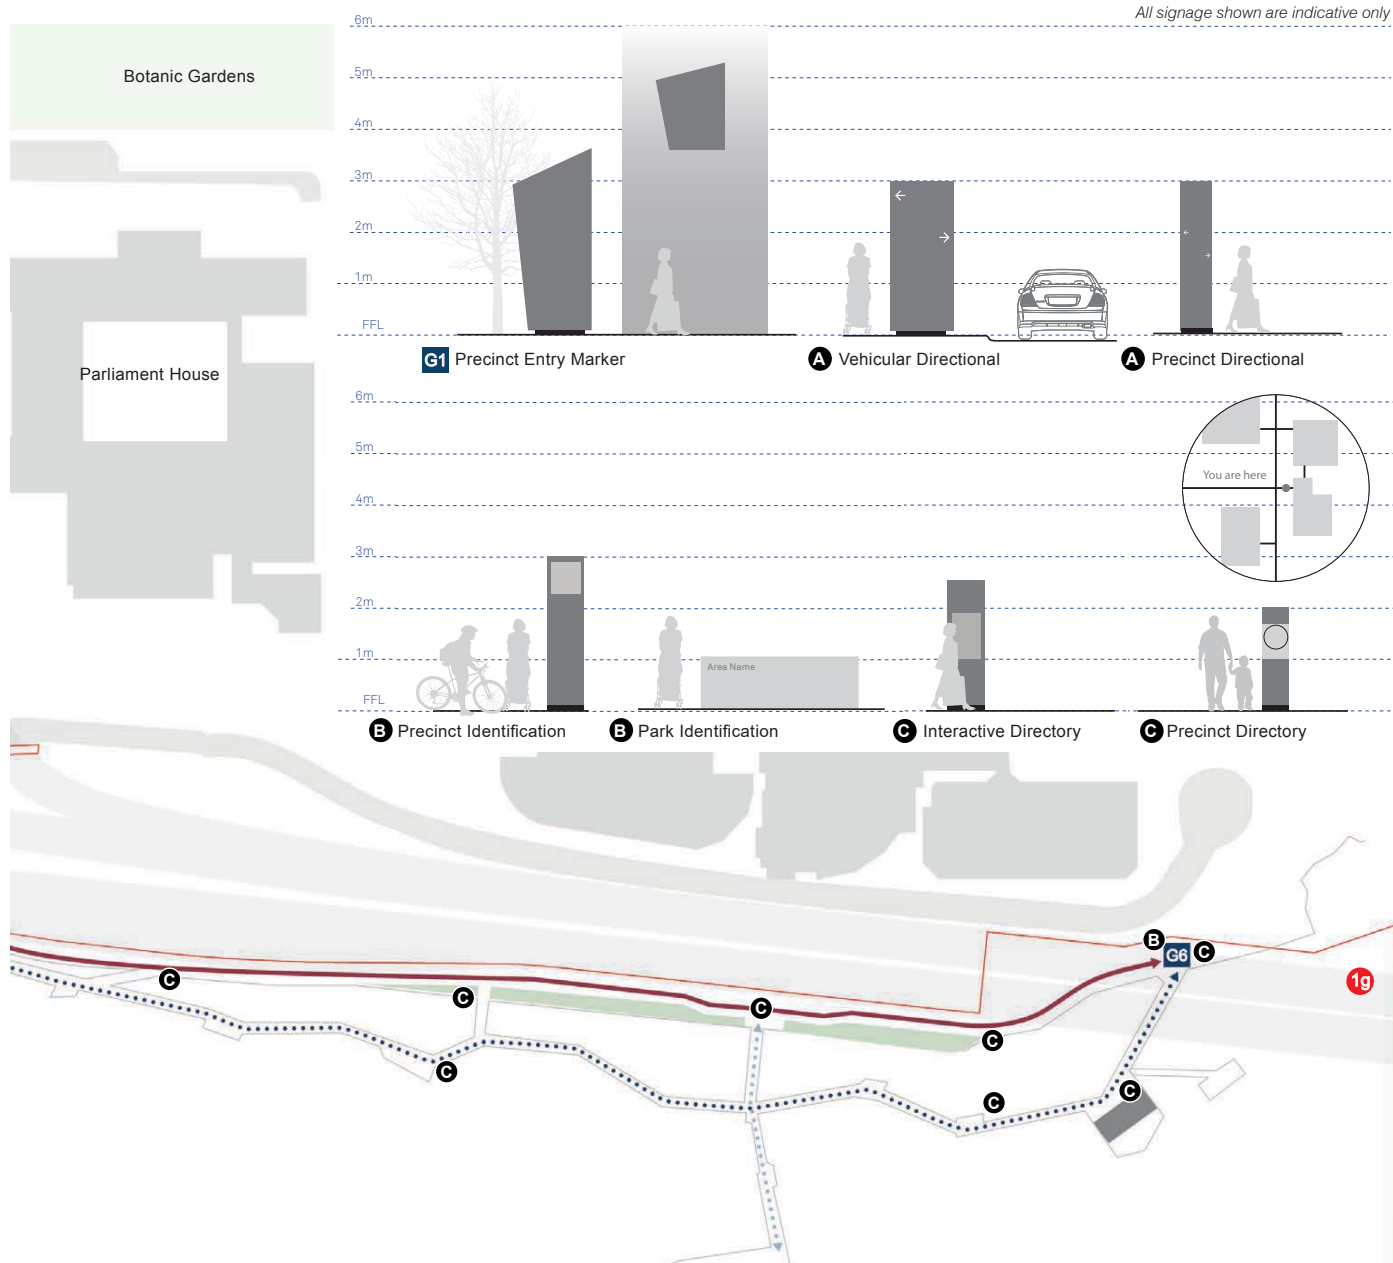 All signage shown are indicative only
Botanic Gardens
Parliament House
6m
5m
4m
3m
2m
1m
FFL
G1 Precinct Entry Marker
A Vehicular Directional
A Precinct Directional
6m
5m
4m
3m
2m
1m
FFL
You are here
Area Name
B Precinct Identification
B Park Identification
C Interactive Directory
C Precinct Directory
B
G6
C
1g
C
C
C
C
C
C
C